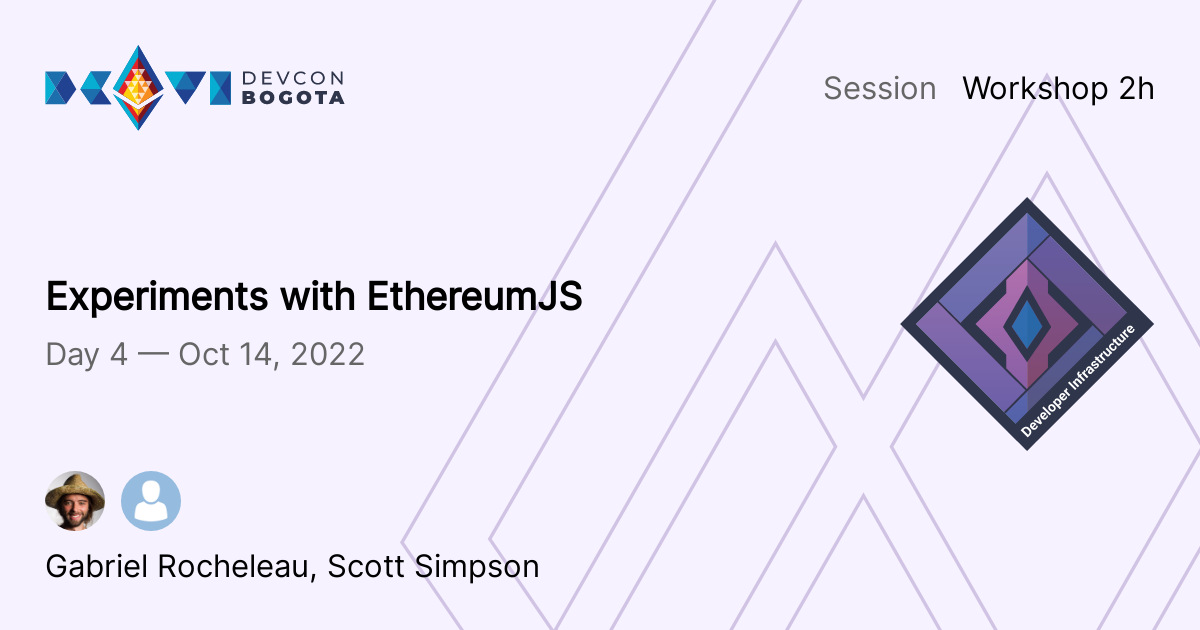 DEVCON
BOGOTA
Session Workshop 2h
Experiments with EthereumJS
Day 4 — Oct 14, 2022
Developer Infrastructure
Gabriel Rocheleau, Scott Simpson